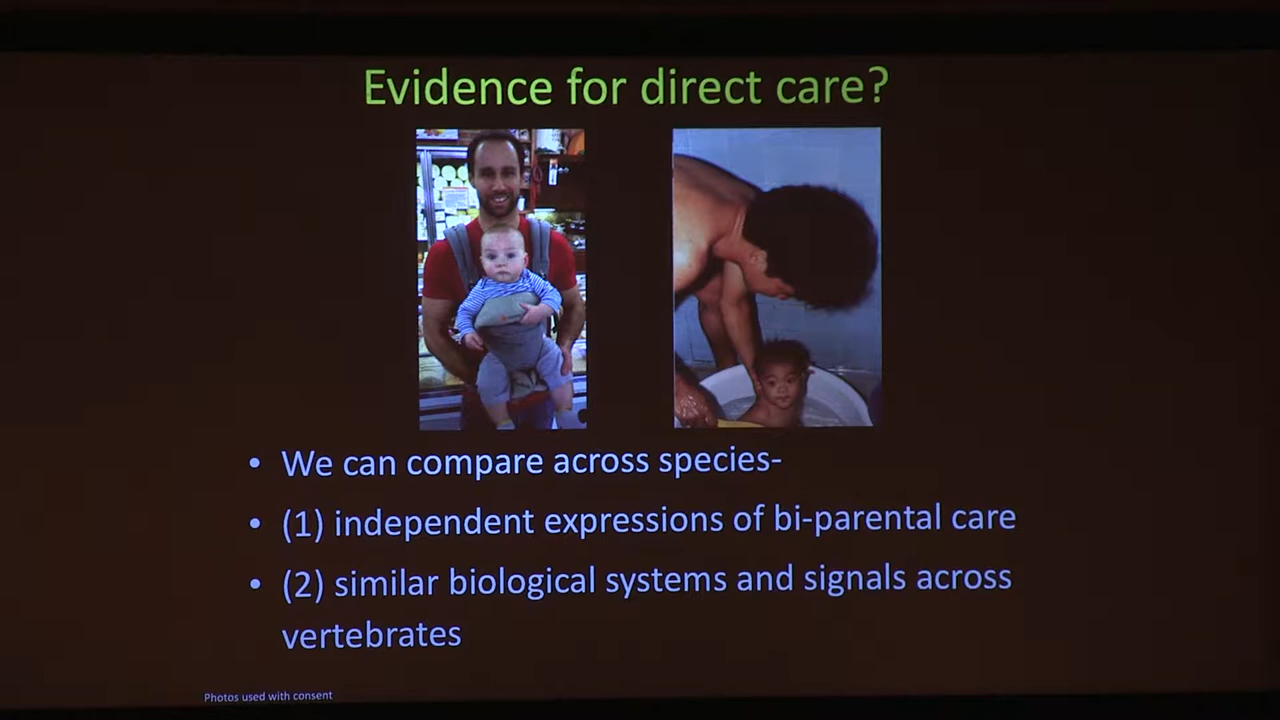 Evidence for direct care?
• We can compare across species-
• (1) independent expressions of bi-parental care
• (2) similar biological systems and signals across
vertebrates
Photos used with consent